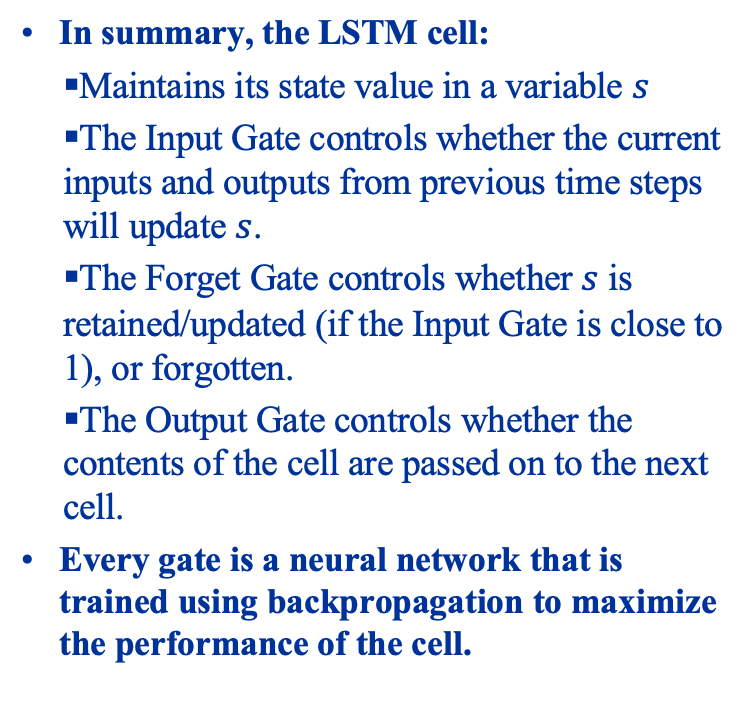 • In summary, the LSTM cell:
▪Maintains its state value in a variable s
▪The Input Gate controls whether the current
inputs and outputs from previous time steps
will update s.
▪The Forget Gate controls whether s is
retained/updated (if the Input Gate is close to
1), or forgotten.
▪The Output Gate controls whether the
contents of the cell are passed on to the next
cell.
• Every gate is a neural network that is
trained using backpropagation to maximize
the performance of the cell.